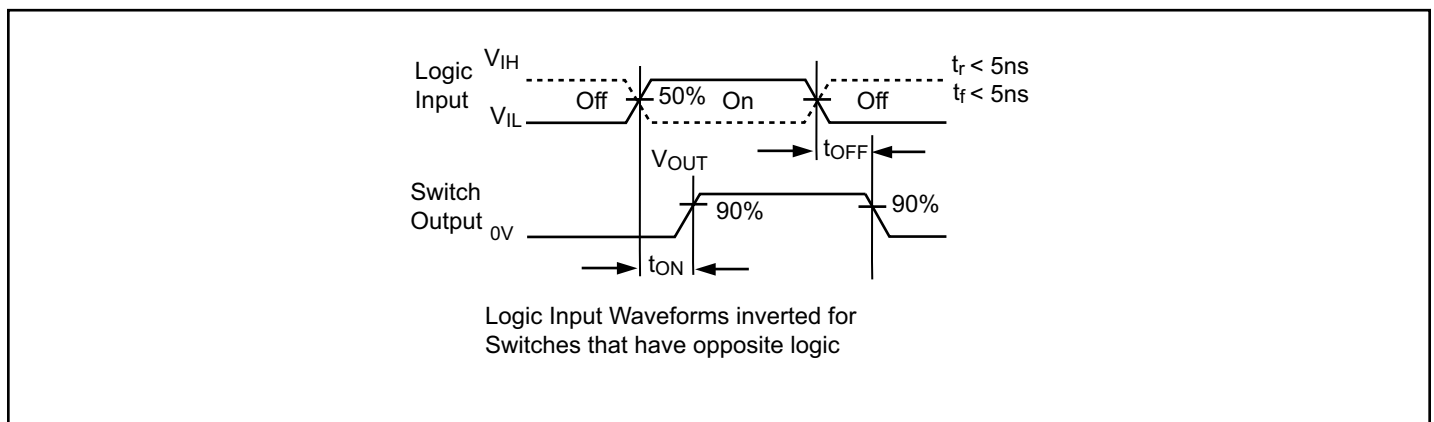 Logic Input
VIH
VIL
Off
50%
On
Off
tr < 5ns
tf < 5ns
tOFF
VOUT
Switch Output
0V
90%
90%
tON
Logic Input Waveforms inverted for
Switches that have opposite logic